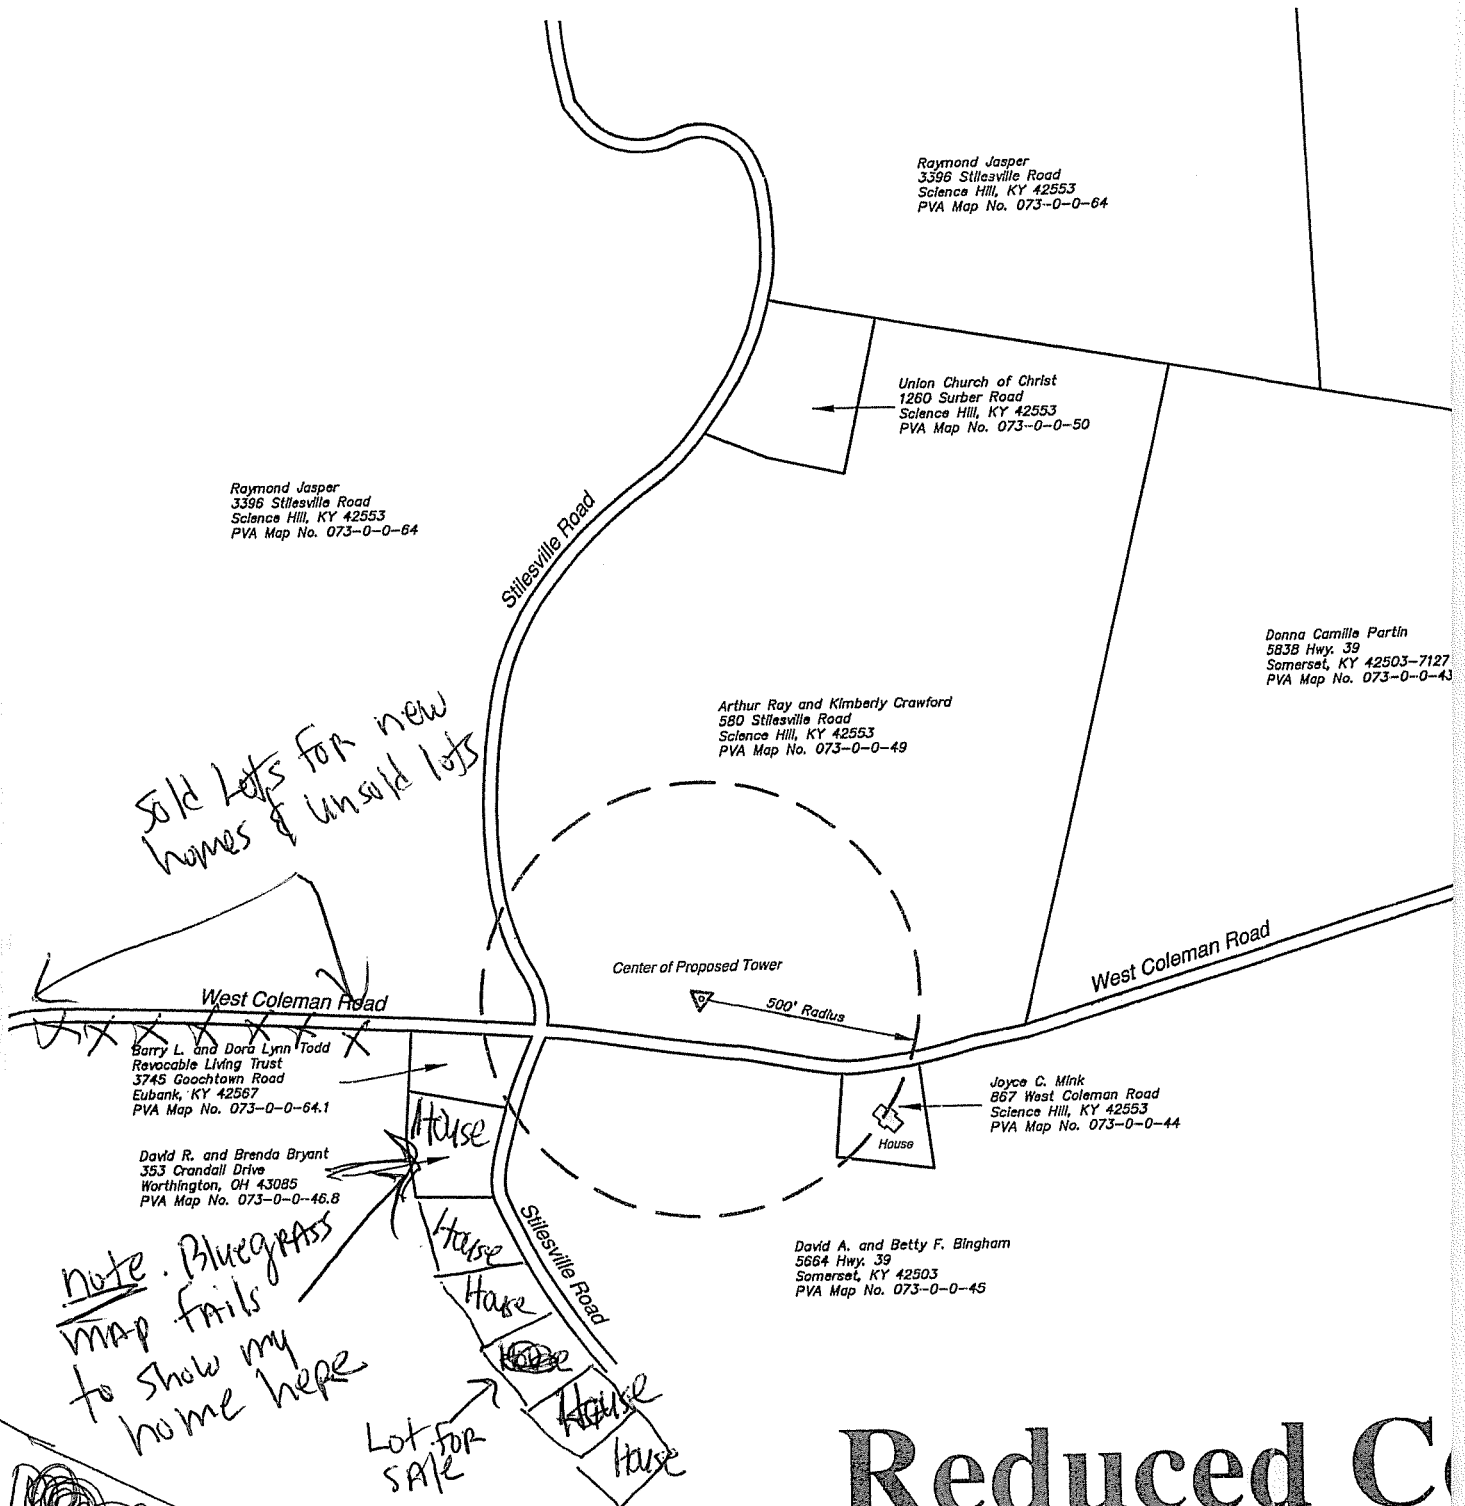 Raymond Jasper
3396 Stilesville Road
Science Hill, KY 42553
PVA Map No. 073-0-0-64
Union Church of Christ
1260 Surber Road
Science Hill, KY 42553
PVA Map No. 073-0-0-50
Raymond Jasper
3396 Stilesville Road
Science Hill, KY 42553
PVA Map No. 073-0-0-64
Stilesville Road
Donna Camille Partin
5838 Hwy. 39
Somerset, KY 42503-7127
PVA Map No. 073-0-0-43
Arthur Ray and Kimberly Crawford
580 Stilesville Road
Science Hill, KY 42553
PVA Map No. 073-0-0-49
Sold Lots for new
homes & unsold lots
Center of Proposed Tower
500' Radius
West Coleman Road
West Coleman Road
Barry L. and Dora Lynn Todd
Revocable Living Trust
3745 Goochtown Road
Eubank, KY 42567
PVA Map No. 073-0-0-64.1
Joyce C. Mink
867 West Coleman Road
Science Hill, KY 42553
PVA Map No. 073-0-0-44
House
House
David R. and Brenda Bryant
353 Crandall Drive
Worthington, OH 43085
PVA Map No. 073-0-0-46.8
Stilesville Road
House
House
House
House
David A. and Betty F. Bingham
5664 Hwy. 39
Somerset, KY 42503
PVA Map No. 073-0-0-45
note. Bluegrass
map fails
to show my
home here
Lot for
sale
Reduced C